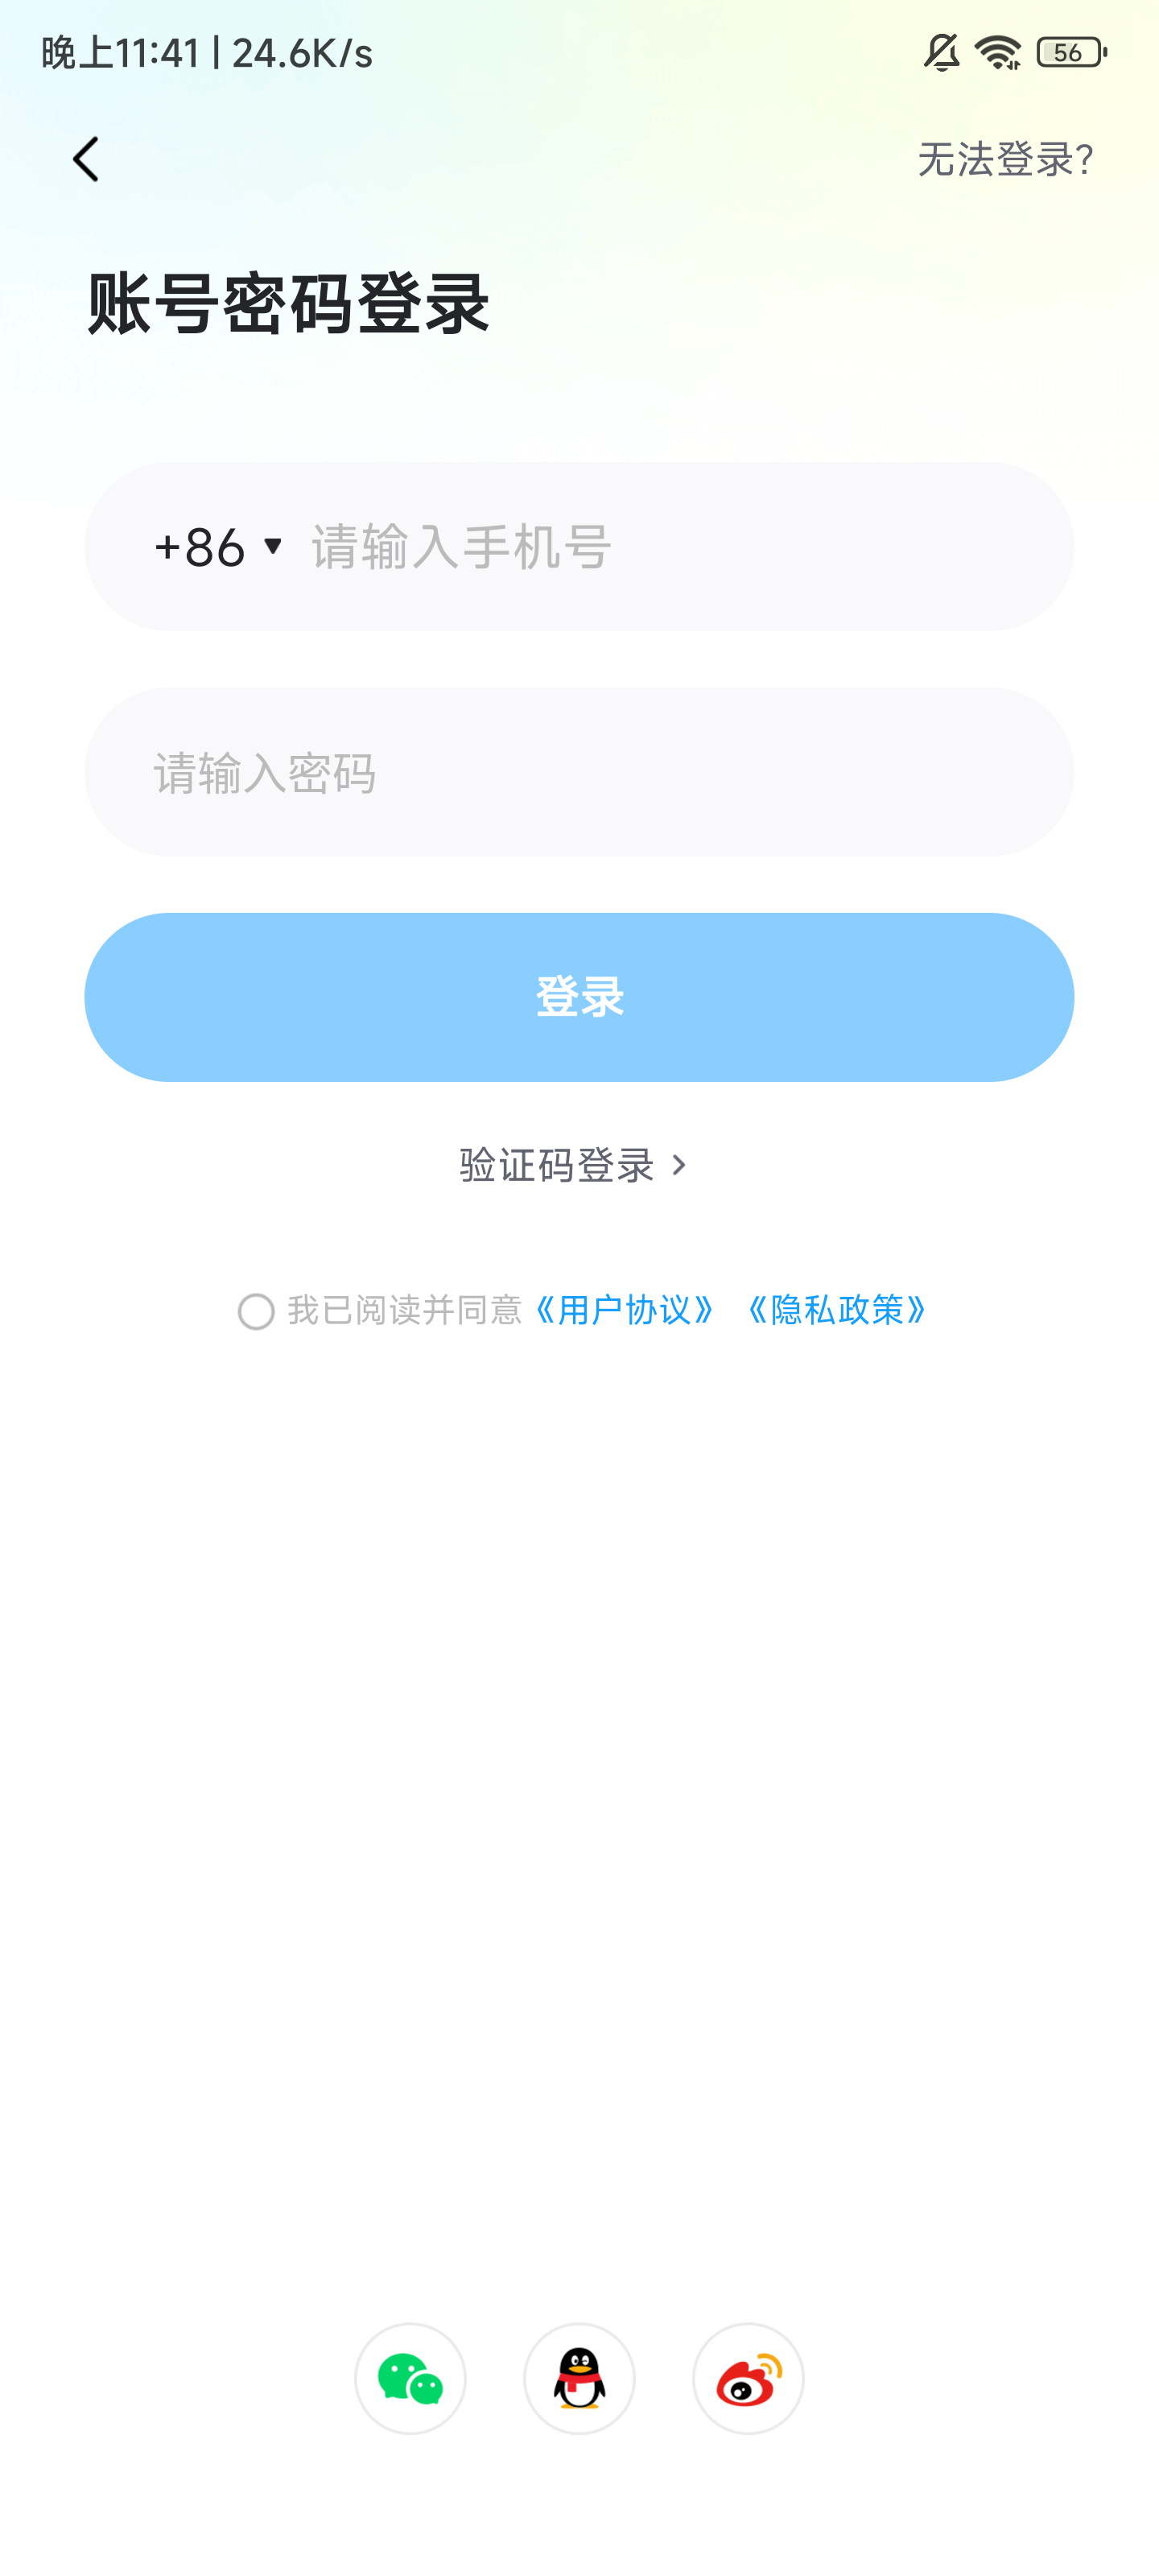 晚上11:41 | 24.6K/s
56
无法登录?
账号密码登录
+86 请输入手机号
请输入密码
登录
验证码登录
我已阅读并同意《用户协议》 《隐私政策》